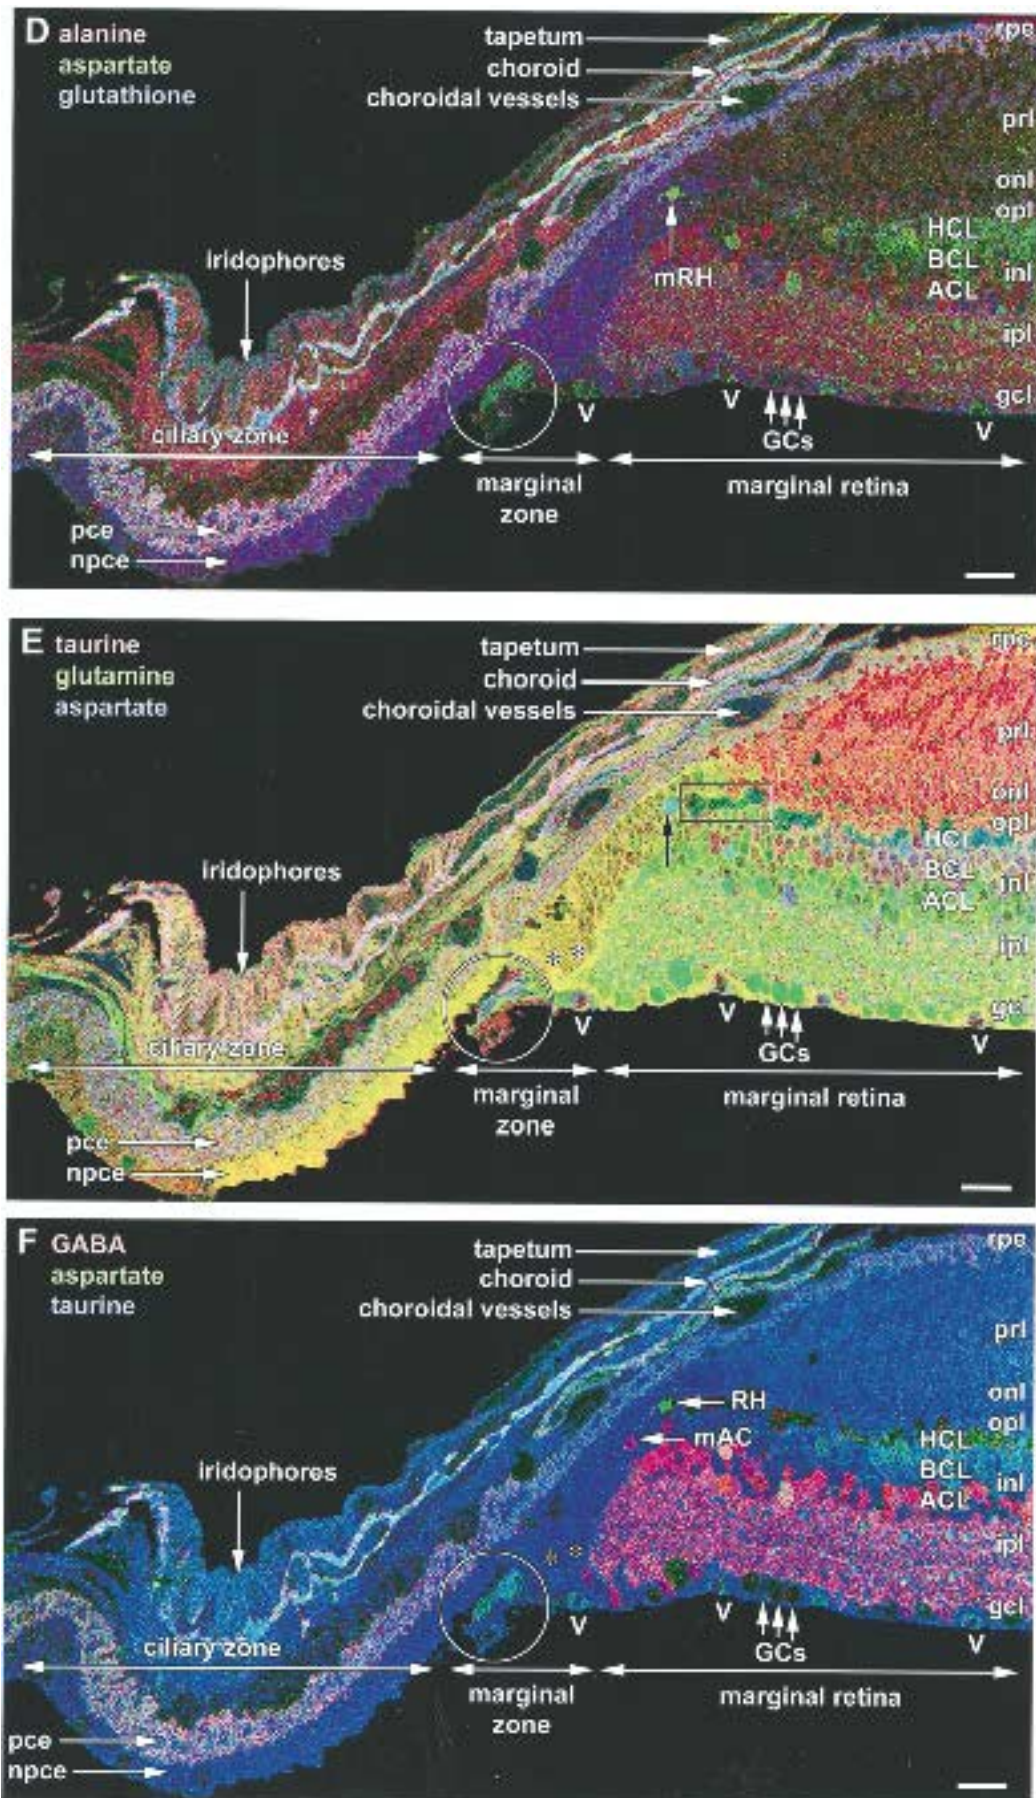 D alanine
aspartate
glutathione
tapetum
choroid
choroidal vessels
rpe
prl
onl
opl
HCL
BCL
ACL
inl
ipl
gcl
iridophores
mRH
V
V
GCs
V
ciliary zone
marginal
zone
marginal retina
pce
npce
E taurine
glutamine
aspartate
tapetum
choroid
choroidal vessels
rpe
prl
onl
opl
HCL
BCL
ACL
inl
ipl
gcl
iridophores
* *
V
V
GCs
V
ciliary zone
marginal
zone
marginal retina
pce
npce
F GABA
aspartate
taurine
tapetum
choroid
choroidal vessels
rpe
prl
onl
opl
RH
mAC
HCL
BCL
ACL
inl
ipl
gcl
iridophores
* *
V
V
GCs
V
ciliary zone
marginal
zone
marginal retina
pce
npce